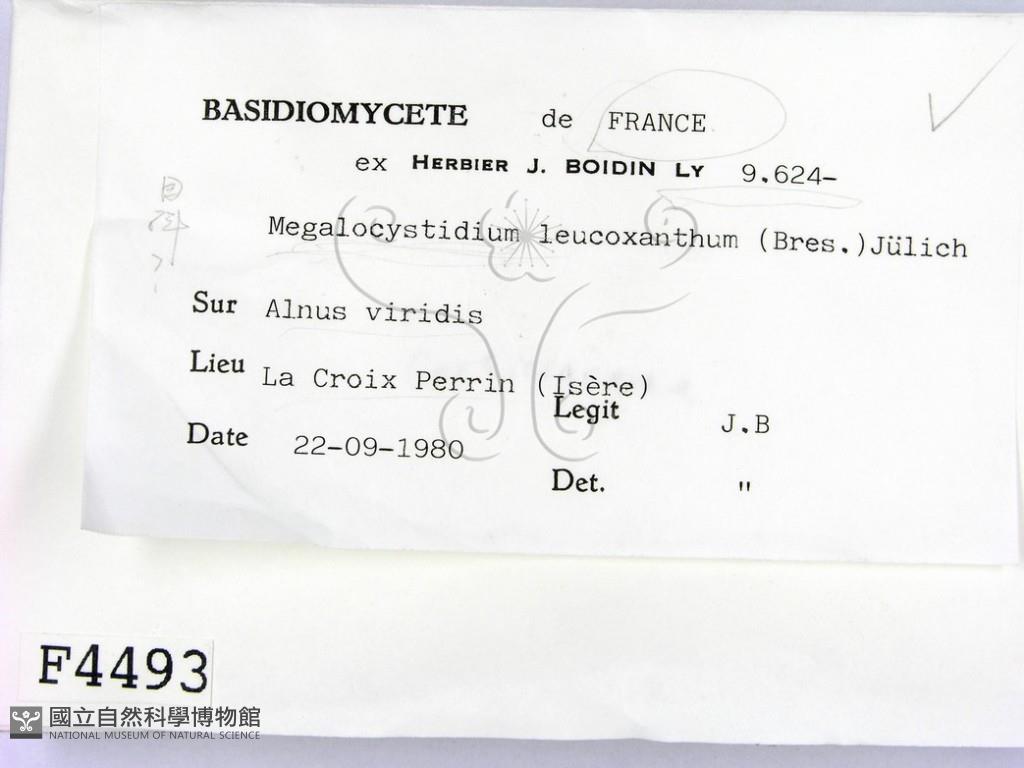 BASIDIOMYCETE de FRANCE
ex HERBIER J. BOIDIN LY 9.624-
Megalocystidium leucoxanthum (Bres.)Jülich
Sur Alnus viridis
Lieu La Croix Perrin (Isère)
Legit J.B
Date 22-09-1980
Det. "
F4493
國立自然科學博物館
NATIONAL MUSEUM OF NATURAL SCIENCE